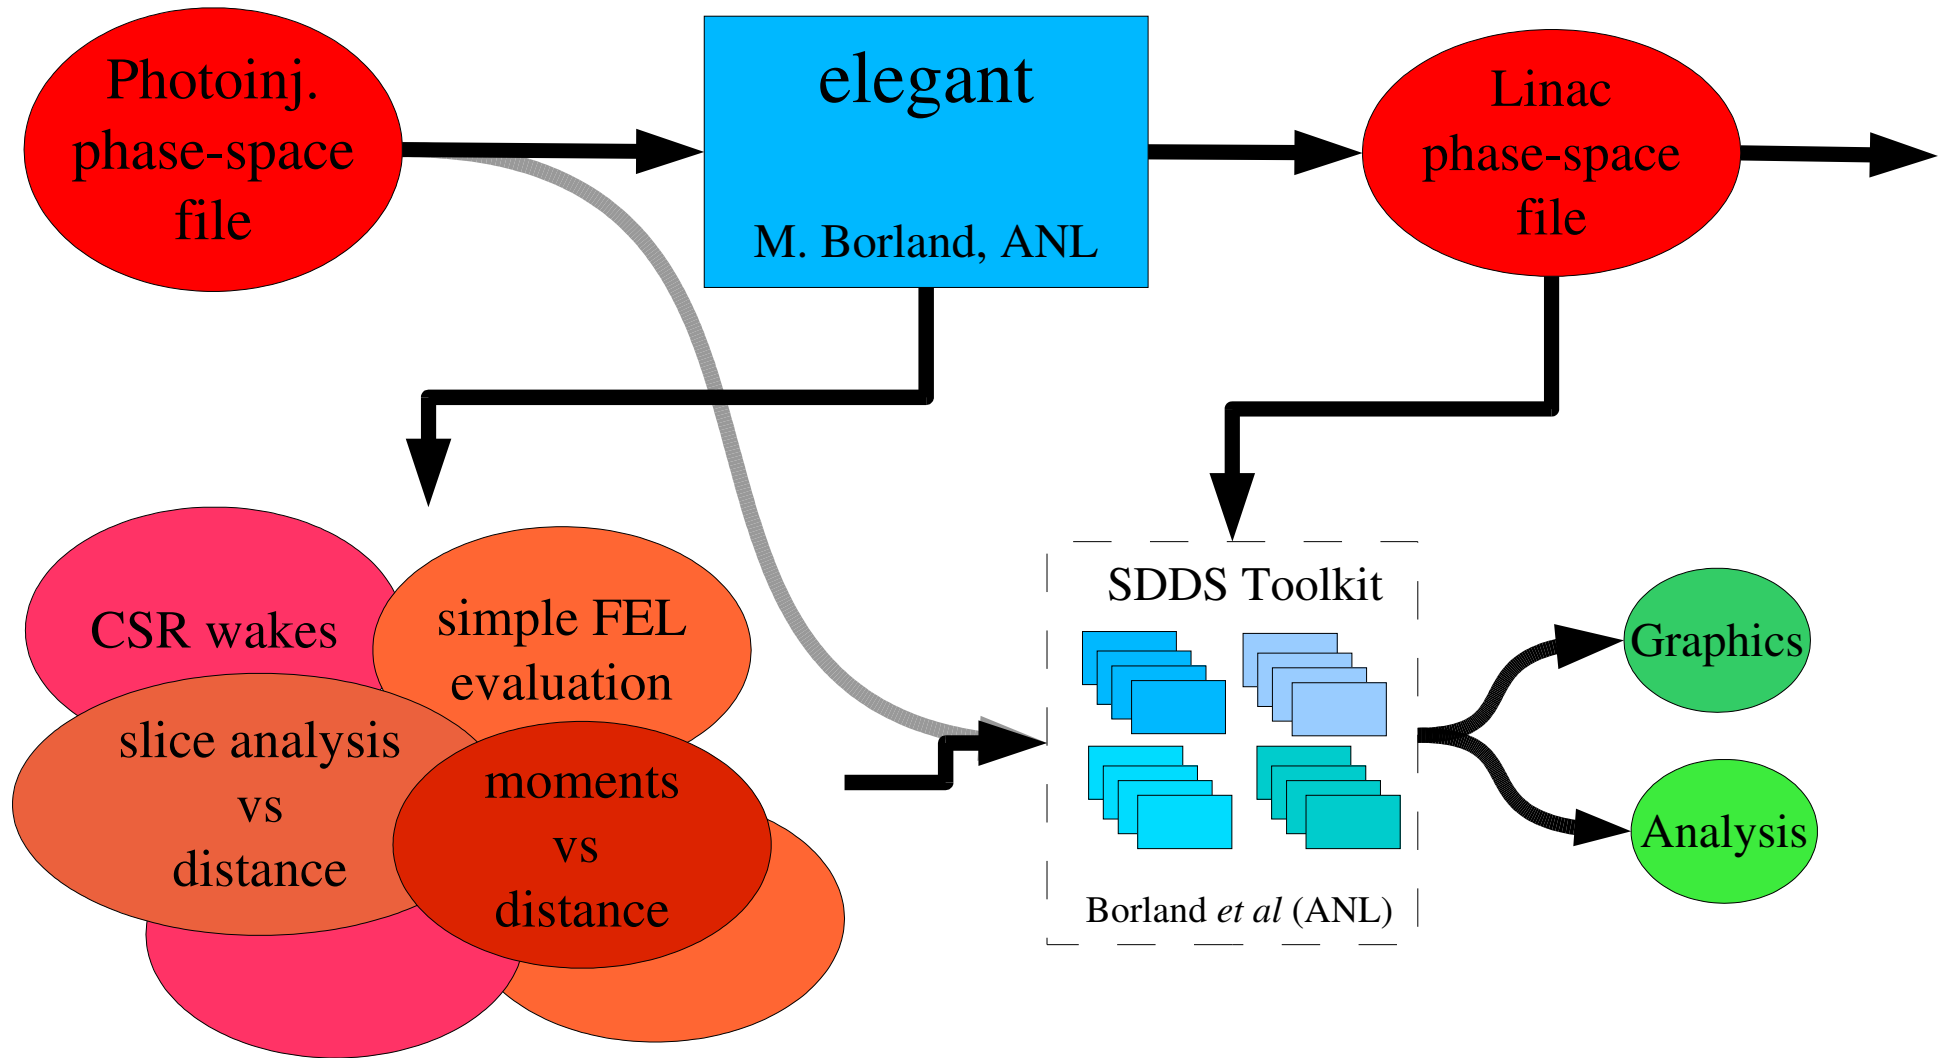 Photoinj.
phase-space
file
elegant
M. Borland, ANL
Linac
phase-space
file
CSR wakes
simple FEL
evaluation
slice analysis
vs
distance
moments
vs
distance
SDDS Toolkit
Borland et al (ANL)
Graphics
Analysis